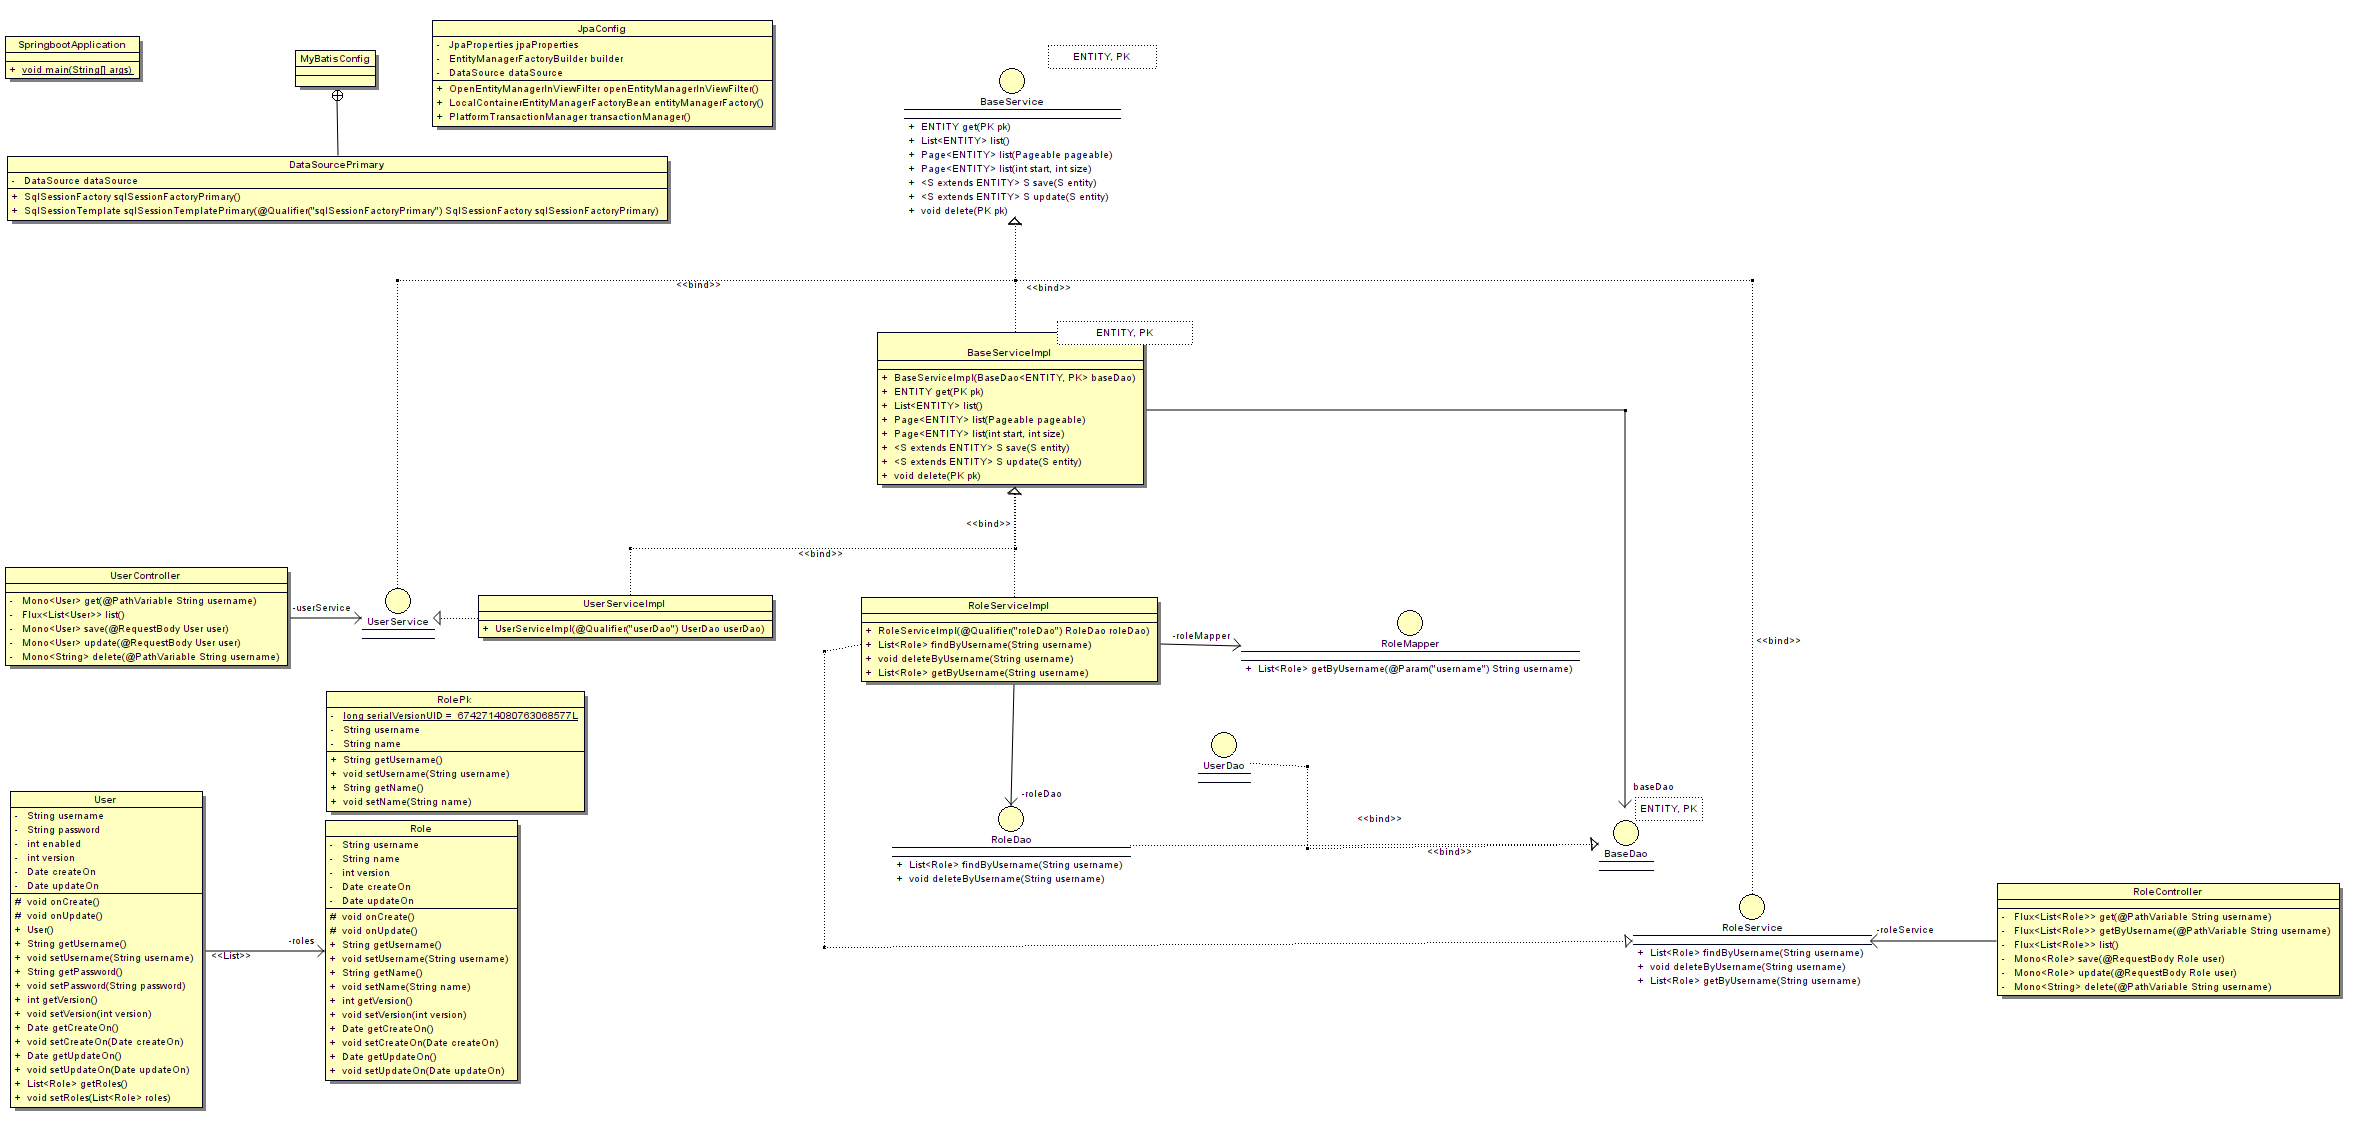 SpringbootApplication
+ void main(String[] args)
MyBatisConfig
JpaConfig
- JpaProperties jpaProperties
- EntityManagerFactoryBuilder builder
- DataSource dataSource
+ OpenEntityManagerInViewFilter openEntityManagerInViewFilter()
+ LocalContainerEntityManagerFactoryBean entityManagerFactory()
+ PlatformTransactionManager transactionManager()
DataSourcePrimary
- DataSource dataSource
+ SqlSessionFactory sqlSessionFactoryPrimary()
+ SqlSessionTemplate sqlSessionTemplatePrimary(@Qualifier("sqlSessionFactoryPrimary") SqlSessionFactory sqlSessionFactoryPrimary)
ENTITY, PK
BaseService
+ ENTITY get(PK pk)
+ List<ENTITY> list()
+ Page<ENTITY> list(Pageable pageable)
+ Page<ENTITY> list(int start, int size)
+ <S extends ENTITY> S save(S entity)
+ <S extends ENTITY> S update(S entity)
+ void delete(PK pk)
<<bind>>
<<bind>>
ENTITY, PK
BaseServiceImpl
+ BaseServiceImpl(BaseDao<ENTITY, PK> baseDao)
+ ENTITY get(PK pk)
+ List<ENTITY> list()
+ Page<ENTITY> list(Pageable pageable)
+ Page<ENTITY> list(int start, int size)
+ <S extends ENTITY> S save(S entity)
+ <S extends ENTITY> S update(S entity)
+ void delete(PK pk)
<<bind>>
<<bind>>
UserController
- Mono<User> get(@PathVariable String username)
- Flux<List<User>> list()
- Mono<User> save(@RequestBody User user)
- Mono<User> update(@RequestBody User user)
- Mono<String> delete(@PathVariable String username)
-userService
UserService
UserServiceImpl
+ UserServiceImpl(@Qualifier("userDao") UserDao userDao)
RoleServiceImpl
+ RoleServiceImpl(@Qualifier("roleDao") RoleDao roleDao)
+ List<Role> findByUsername(String username)
+ void deleteByUsername(String username)
+ List<Role> getByUsername(String username)
-roleMapper
RoleMapper
+ List<Role> getByUsername(@Param("username") String username)
<<bind>>
RolePk
- long serialVersionUID = 6742714080763068577L
- String username
- String name
+ String getUsername()
+ void setUsername(String username)
+ String getName()
+ void setName(String name)
UserDao
-roleDao
RoleDao
+ List<Role> findByUsername(String username)
+ void deleteByUsername(String username)
<<bind>>
<<bind>>
baseDao
ENTITY, PK
BaseDao
User
- String username
- String password
- int enabled
- int version
- Date createOn
- Date updateOn
# void onCreate()
# void onUpdate()
+ User()
+ String getUsername()
+ void setUsername(String username)
+ String getPassword()
+ void setPassword(String password)
+ int getVersion()
+ void setVersion(int version)
+ Date getCreateOn()
+ void setCreateOn(Date createOn)
+ Date getUpdateOn()
+ void setUpdateOn(Date updateOn)
+ List<Role> getRoles()
+ void setRoles(List<Role> roles)
-roles
<<List>>
Role
- String username
- String name
- int version
- Date createOn
- Date updateOn
# void onCreate()
# void onUpdate()
+ String getUsername()
+ void setUsername(String username)
+ String getName()
+ void setName(String name)
+ int getVersion()
+ void setVersion(int version)
+ Date getCreateOn()
+ void setCreateOn(Date createOn)
+ Date getUpdateOn()
+ void setUpdateOn(Date updateOn)
RoleService
+ List<Role> findByUsername(String username)
+ void deleteByUsername(String username)
+ List<Role> getByUsername(String username)
-roleService
RoleController
- Flux<List<Role>> get(@PathVariable String username)
- Flux<List<Role>> getByUsername(@PathVariable String username)
- Flux<List<Role>> list()
- Mono<Role> save(@RequestBody Role user)
- Mono<Role> update(@RequestBody Role user)
- Mono<String> delete(@PathVariable String username)